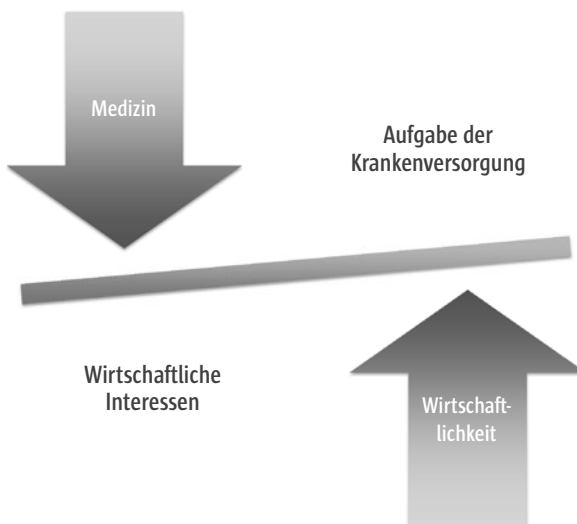 Medizin
Aufgabe der
Krankenversorgung
Wirtschaftliche
Interessen
Wirtschaft-
lichkeit